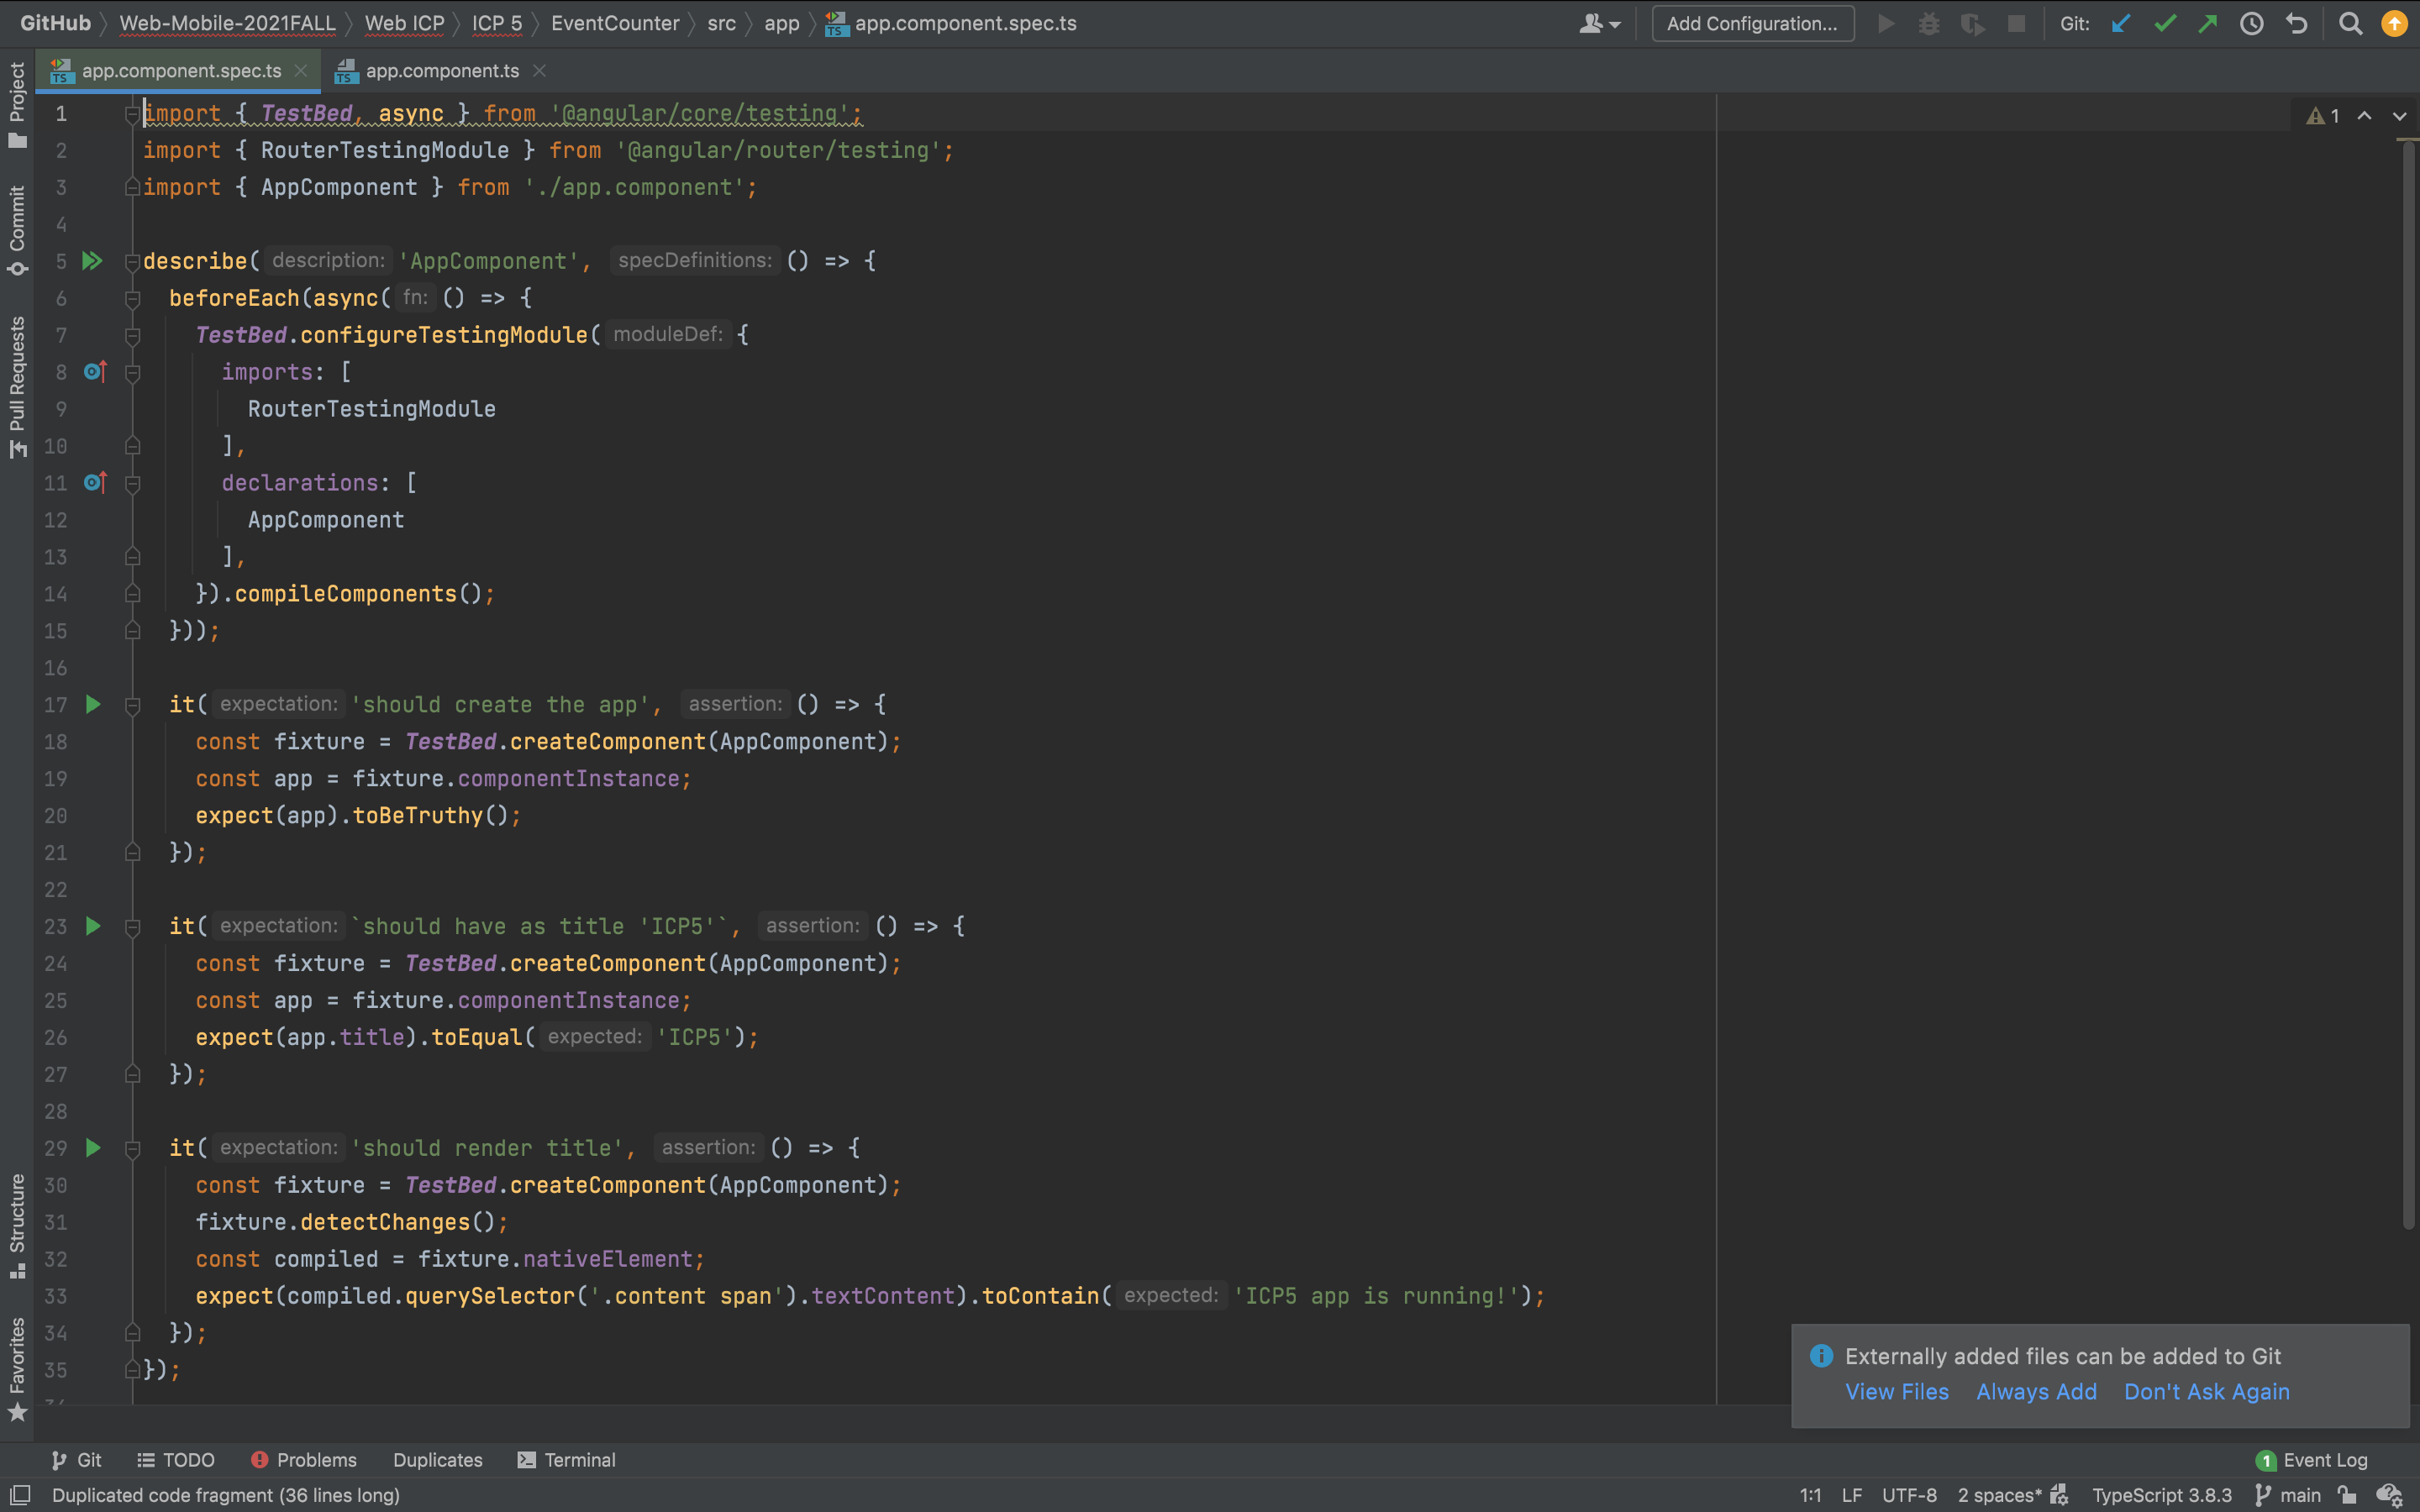 GitHub Web-Mobile-2021FALL Web ICP ICP 5 EventCounter src app app.component.spec.ts Add Configuration... Git:
app.component.spec.ts app.component.ts
Project
Commit
Pull Requests
Structure
Favorites
1 import { TestBed, async } from '@angular/core/testing'; 1
2 import { RouterTestingModule } from '@angular/router/testing';
3 import { AppComponent } from './app.component';
4
5 describe( description: 'AppComponent', specDefinitions: () => {
6 beforeEach(async( fn: () => {
7 TestBed.configureTestingModule( moduleDef: {
8 imports: [
9 RouterTestingModule
10 ],
11 declarations: [
12 AppComponent
13 ],
14 }).compileComponents();
15 }));
16
17 it( expectation: 'should create the app', assertion: () => {
18 const fixture = TestBed.createComponent(AppComponent);
19 const app = fixture.componentInstance;
20 expect(app).toBeTruthy();
21 });
22
23 it( expectation: `should have as title 'ICP5'`, assertion: () => {
24 const fixture = TestBed.createComponent(AppComponent);
25 const app = fixture.componentInstance;
26 expect(app.title).toEqual( expected: 'ICP5');
27 });
28
29 it( expectation: 'should render title', assertion: () => {
30 const fixture = TestBed.createComponent(AppComponent);
31 fixture.detectChanges();
32 const compiled = fixture.nativeElement;
33 expect(compiled.querySelector('.content span').textContent).toContain( expected: 'ICP5 app is running!');
34 });
35 });
Externally added files can be added to Git
View Files Always Add Don't Ask Again
Git TODO Problems Duplicates Terminal 1 Event Log
Duplicated code fragment (36 lines long) 1:1 LF UTF-8 2 spaces* TypeScript 3.8.3 main